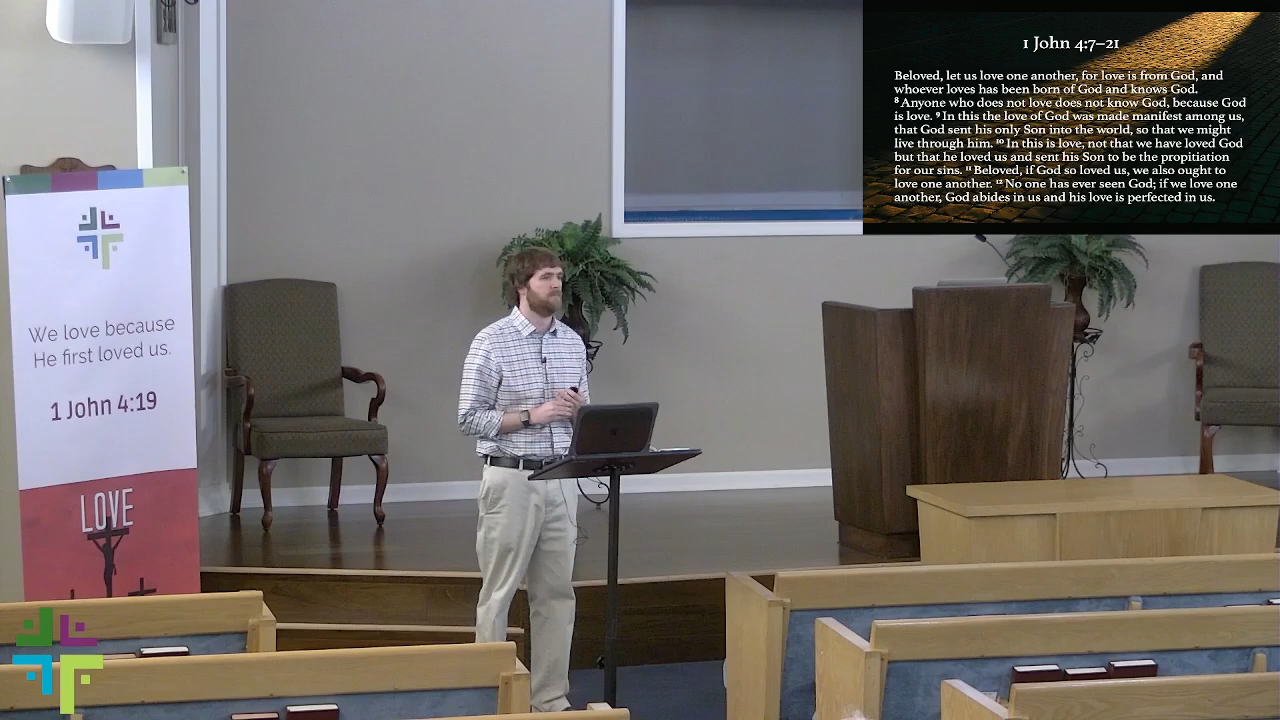 1 John 4:7–21
Beloved, let us love one another, for love is from God, and
whoever loves has been born of God and knows God.
8 Anyone who does not love does not know God, because God
is love. 9 In this the love of God was made manifest among us,
that God sent his only Son into the world, so that we might
live through him. 10 In this is love, not that we have loved God
but that he loved us and sent his Son to be the propitiation
for our sins. 11 Beloved, if God so loved us, we also ought to
love one another. 12 No one has ever seen God; if we love one
another, God abides in us and his love is perfected in us.
We love because
He first loved us.
1 John 4:19
LOVE